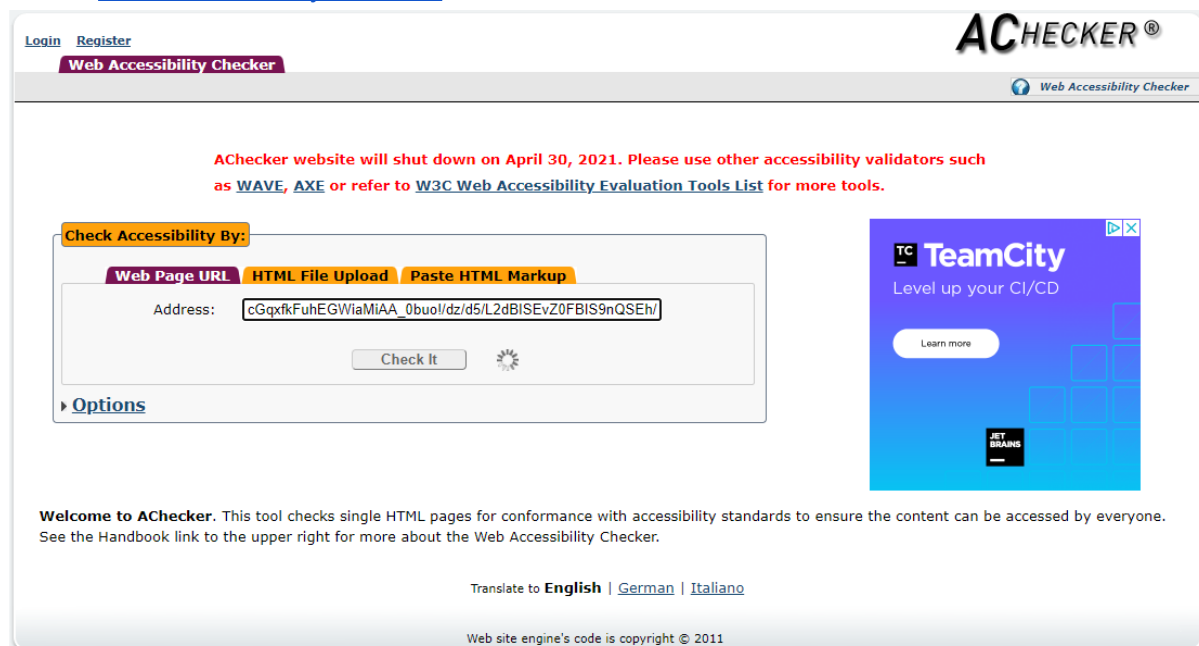 Login Register
ACHECKER ®
Web Accessibility Checker
Web Accessibility Checker
AChecker website will shut down on April 30, 2021. Please use other accessibility validators such
as WAVE, AXE or refer to W3C Web Accessibility Evaluation Tools List for more tools.
Check Accessibility By:
Web Page URL HTML File Upload Paste HTML Markup
Address: cGqxfkFuhEGWiaMiAA_0buo!/dz/d5/L2dBISEvZ0FBIS9nQSEh/
Check It
Options
TC TeamCity
Level up your CI/CD
Learn more
JET
BRAINS
Welcome to AChecker. This tool checks single HTML pages for conformance with accessibility standards to ensure the content can be accessed by everyone.
See the Handbook link to the upper right for more about the Web Accessibility Checker.
Translate to English | German | Italiano
Web site engine's code is copyright © 2011